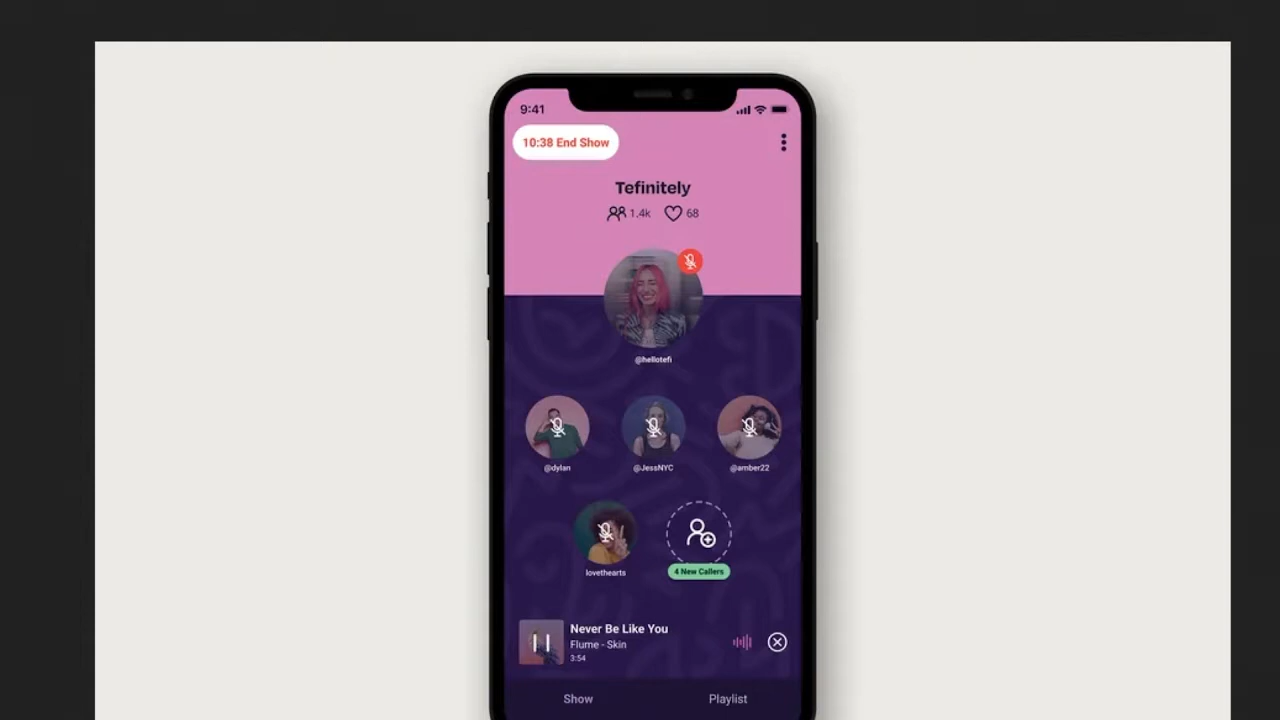 9:41
10:38 End Show
Tefinitely
1.4k 68
@hellotefi
@dylan
@JessNYC
@amber22
lovethearts
4 New Callers
Never Be Like You
Flume - Skin
3:54
Show
Playlist